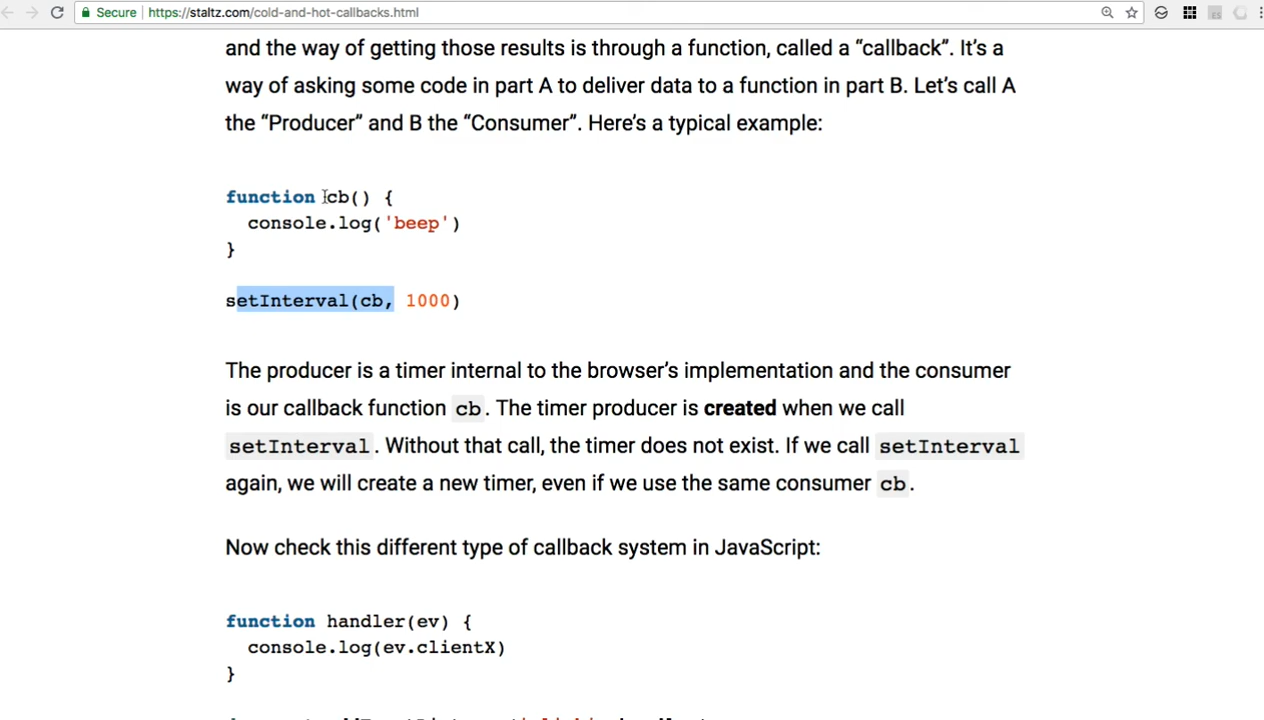 Secure https://staltz.com/cold-and-hot-callbacks.html
and the way of getting those results is through a function, called a “callback”. It’s a
way of asking some code in part A to deliver data to a function in part B. Let’s call A
the “Producer” and B the “Consumer”. Here’s a typical example:
function cb() {
console.log('beep')
}
setInterval(cb, 1000)
The producer is a timer internal to the browser’s implementation and the consumer
is our callback function cb. The timer producer is created when we call
setInterval. Without that call, the timer does not exist. If we call setInterval
again, we will create a new timer, even if we use the same consumer cb.
Now check this different type of callback system in JavaScript:
function handler(ev) {
console.log(ev.clientX)
}